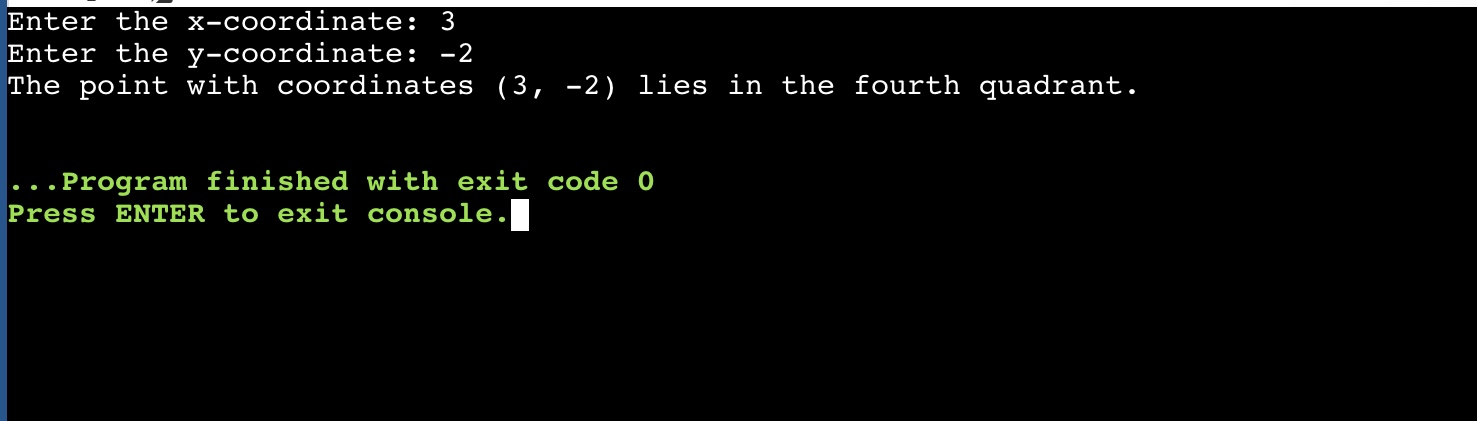 Enter the x-coordinate: 3
Enter the y-coordinate: -2
The point with coordinates (3, -2) lies in the fourth quadrant.
...Program finished with exit code 0
Press ENTER to exit console.